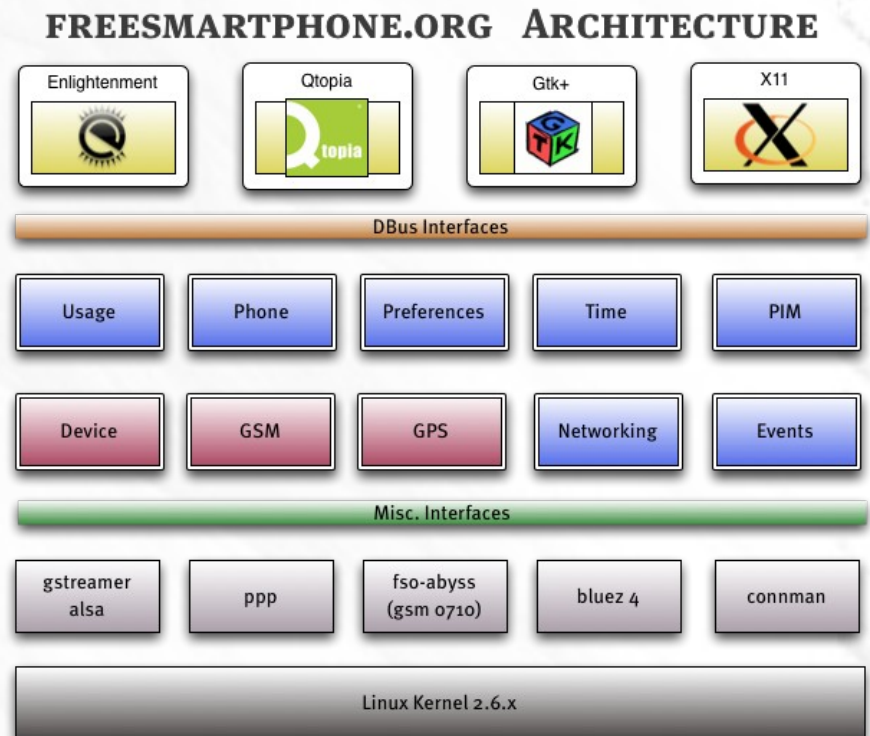 FREESMARTPHONE.ORG ARCHITECTURE
Enlightenment
Qtopia
Gtk+
X11
Qtopia
G
T K
X
DBus Interfaces
Usage
Phone
Preferences
Time
PIM
Device
GSM
GPS
Networking
Events
Misc. Interfaces
gstreamer
alsa
ppp
fso-abyss
(gsm 0710)
bluez 4
connman
Linux Kernel 2.6.x